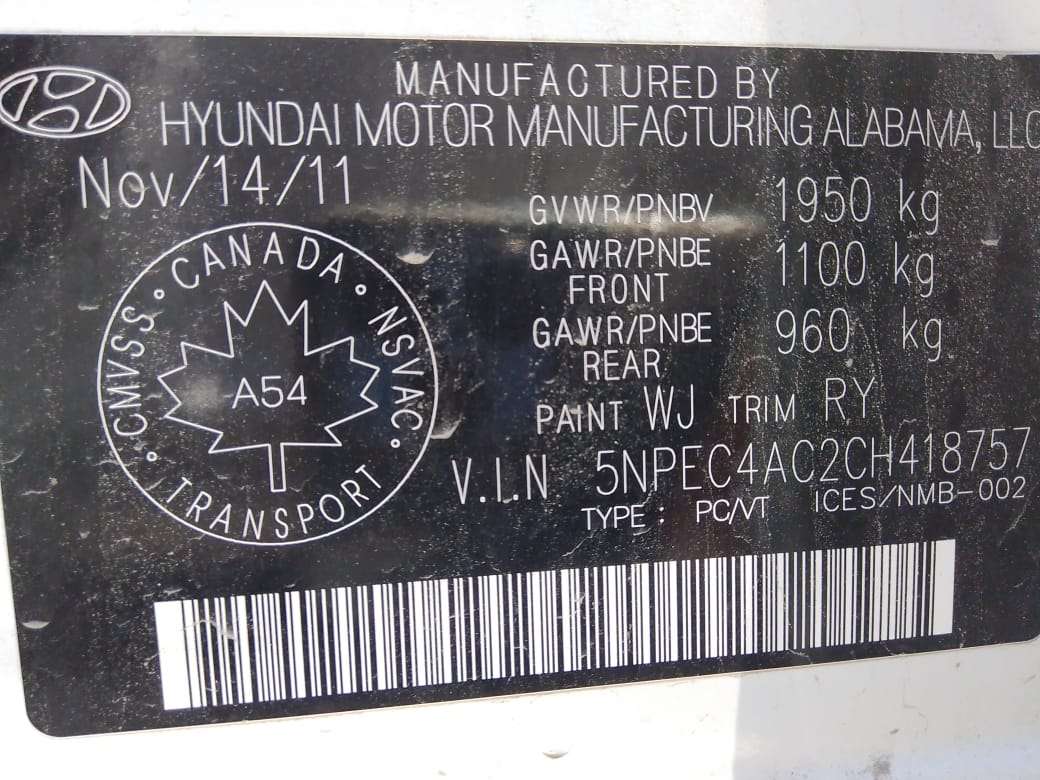 MANUFACTURED BY
HYUNDAI MOTOR MANUFACTURING ALABAMA, LLC
Nov/14/11
GVWR/PNBV 1950 kg
GAWR/PNBE FRONT 1100 kg
GAWR/PNBE REAR 960 kg
PAINT WJ TRIM RY
V.I.N 5NPEC4AC2CH418757
TYPE : PC/VT ICES/NMB-002
CMVSS · CANADA · NSVAC · TRANSPORT ·
A54